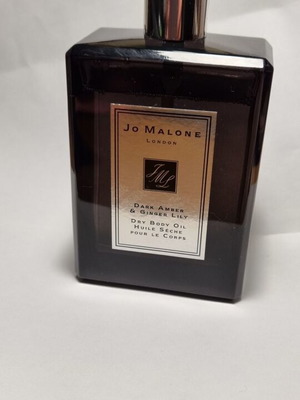 Jo Malone
London
JML
Dark Amber
& Ginger Lily
Dry Body Oil
Huile Sèche
pour le Corps